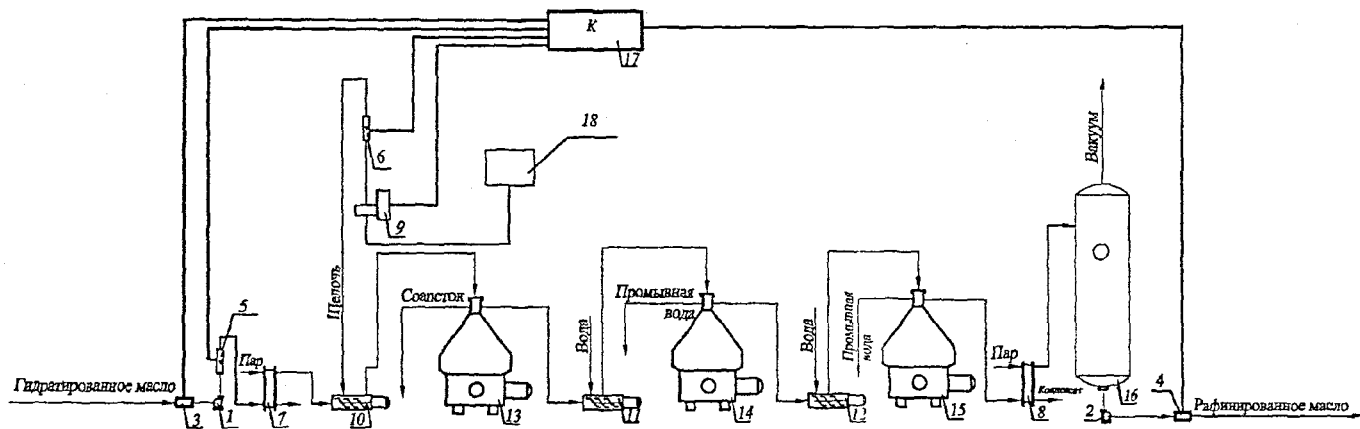 К
17
18
6
9
Вакуум
Щелочь
Соапсток
Промывная
вода
Вода
Вода
Промывная
вода
5
Пар
Пар
Конденсат
Гидратированное масло
Рафинированное масло
3
1
7
10
13
11
14
12
15
8
16
2
4